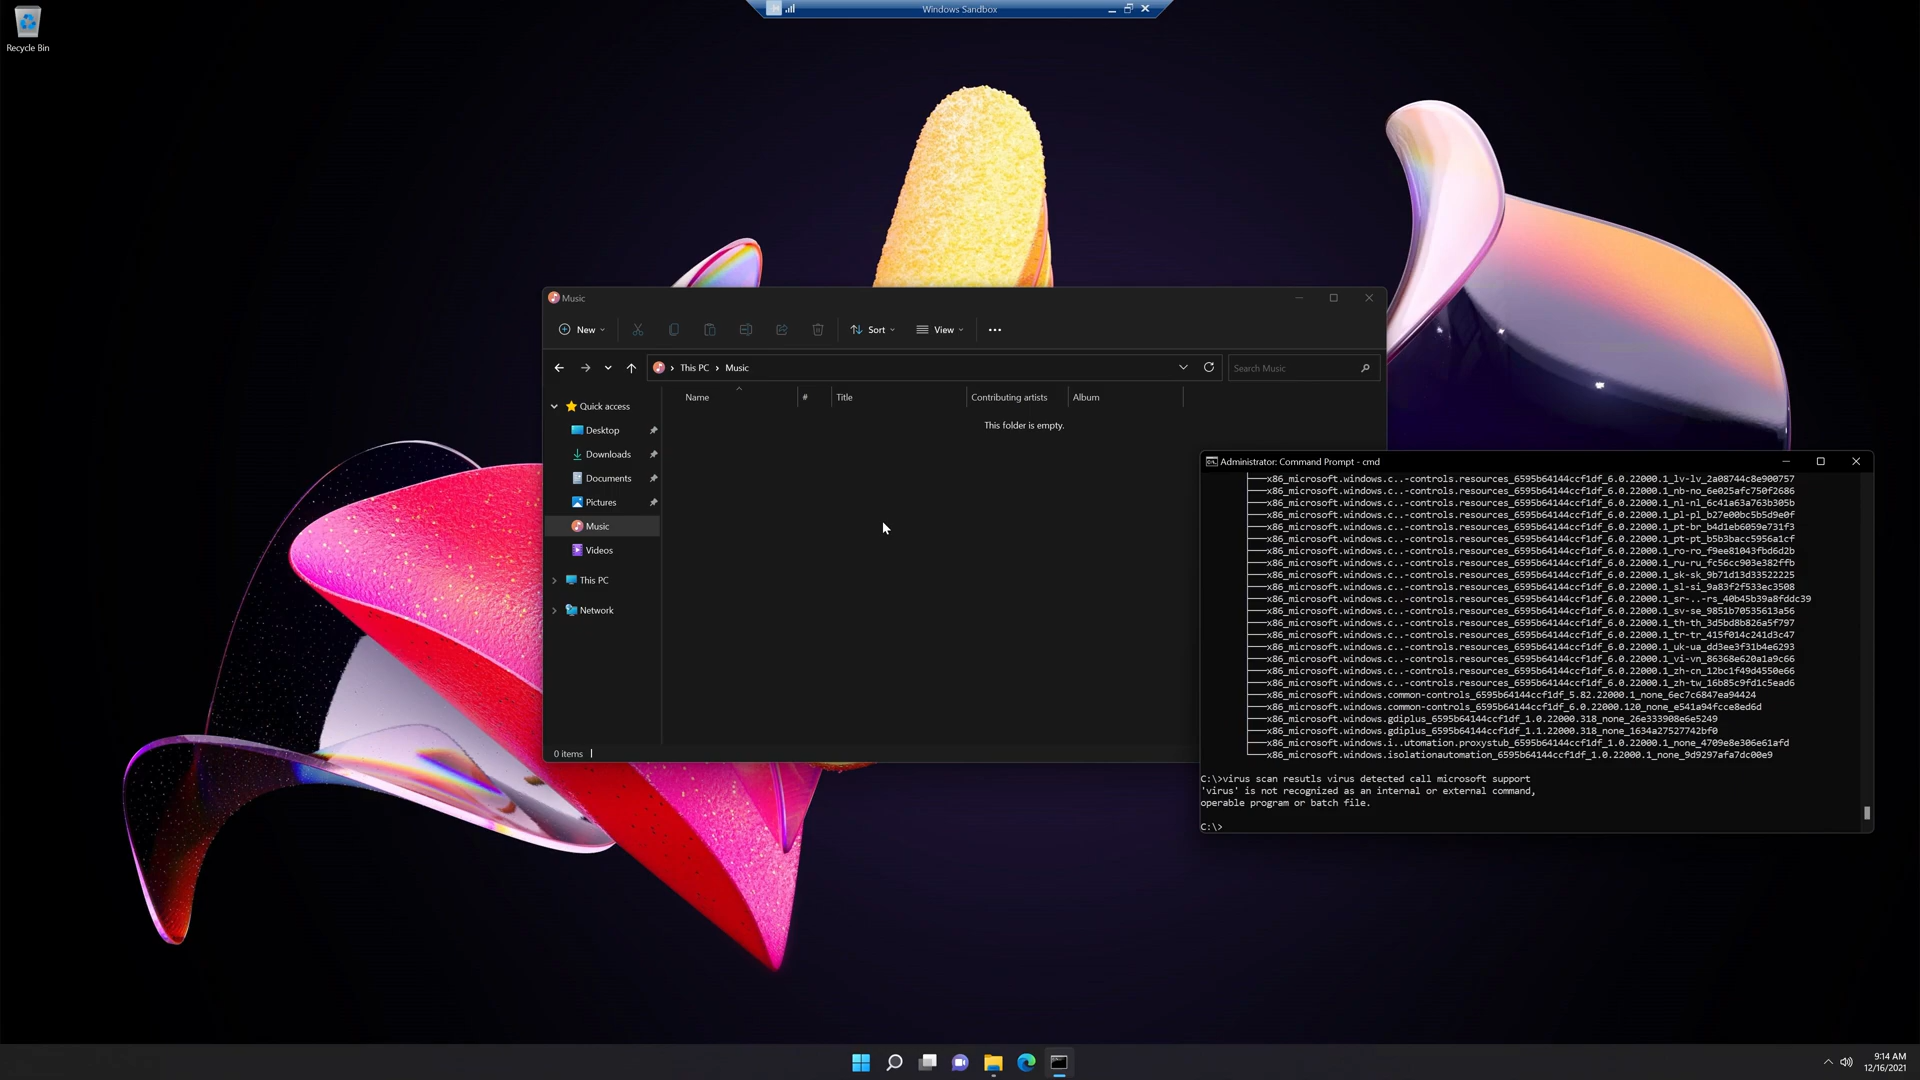 Recycle Bin
Windows Sandbox
Music
New
Sort
View
This PC
Music
Search Music
Name
#
Title
Contributing artists
Album
This folder is empty.
Quick access
Desktop
Downloads
Documents
Pictures
Music
Videos
This PC
Network
0 items
Administrator: Command Prompt - cmd
x86_microsoft.windows.c..-controls.resources_6595b64144ccf1df_6.0.22000.1_lv-lv_2a08744c8e900757
x86_microsoft.windows.c..-controls.resources_6595b64144ccf1df_6.0.22000.1_nb-no_6e025afc750f2686
x86_microsoft.windows.c..-controls.resources_6595b64144ccf1df_6.0.22000.1_nl-nl_6c41a63a763b305b
x86_microsoft.windows.c..-controls.resources_6595b64144ccf1df_6.0.22000.1_pl-pl_b27e00bc5b5d9e0f
x86_microsoft.windows.c..-controls.resources_6595b64144ccf1df_6.0.22000.1_pt-br_b4d1eb6059e731f3
x86_microsoft.windows.c..-controls.resources_6595b64144ccf1df_6.0.22000.1_pt-pt_b5b3bacc5956a1cf
x86_microsoft.windows.c..-controls.resources_6595b64144ccf1df_6.0.22000.1_ro-ro_f9ee81043fbd6d2b
x86_microsoft.windows.c..-controls.resources_6595b64144ccf1df_6.0.22000.1_ru-ru_fc56cc903e382ffb
x86_microsoft.windows.c..-controls.resources_6595b64144ccf1df_6.0.22000.1_sk-sk_9b71d13d33522225
x86_microsoft.windows.c..-controls.resources_6595b64144ccf1df_6.0.22000.1_sl-si_9a83f2f533ec3508
x86_microsoft.windows.c..-controls.resources_6595b64144ccf1df_6.0.22000.1_sr-..-rs_40b45b39a8fddc39
x86_microsoft.windows.c..-controls.resources_6595b64144ccf1df_6.0.22000.1_sv-se_9851b70535613a56
x86_microsoft.windows.c..-controls.resources_6595b64144ccf1df_6.0.22000.1_th-th_3d5bd8b826a5f797
x86_microsoft.windows.c..-controls.resources_6595b64144ccf1df_6.0.22000.1_tr-tr_415f014c241d3c47
x86_microsoft.windows.c..-controls.resources_6595b64144ccf1df_6.0.22000.1_uk-ua_dd3ee3f31b4e6293
x86_microsoft.windows.c..-controls.resources_6595b64144ccf1df_6.0.22000.1_vi-vn_86368e620a1a9c66
x86_microsoft.windows.c..-controls.resources_6595b64144ccf1df_6.0.22000.1_zh-cn_12bc1f49d4550e66
x86_microsoft.windows.c..-controls.resources_6595b64144ccf1df_6.0.22000.1_zh-tw_16b85c9fd1c5ead6
x86_microsoft.windows.common-controls_6595b64144ccf1df_5.82.22000.1_none_6ec7c6847ea94424
x86_microsoft.windows.common-controls_6595b64144ccf1df_6.0.22000.120_none_e541a94fcce8ed6d
x86_microsoft.windows.gdiplus_6595b64144ccf1df_1.0.22000.318_none_26e333908e6e5249
x86_microsoft.windows.gdiplus_6595b64144ccf1df_1.1.22000.318_none_1634a27527742bf0
x86_microsoft.windows.i..utomation.proxystub_6595b64144ccf1df_1.0.22000.1_none_4709e8e306e61afd
x86_microsoft.windows.isolationautomation_6595b64144ccf1df_1.0.22000.1_none_9d9297afa7dc00e9
C:\>virus scan resutls virus detected call microsoft support
'virus' is not recognized as an internal or external command,
operable program or batch file.
C:\>
9:14 AM
12/16/2021